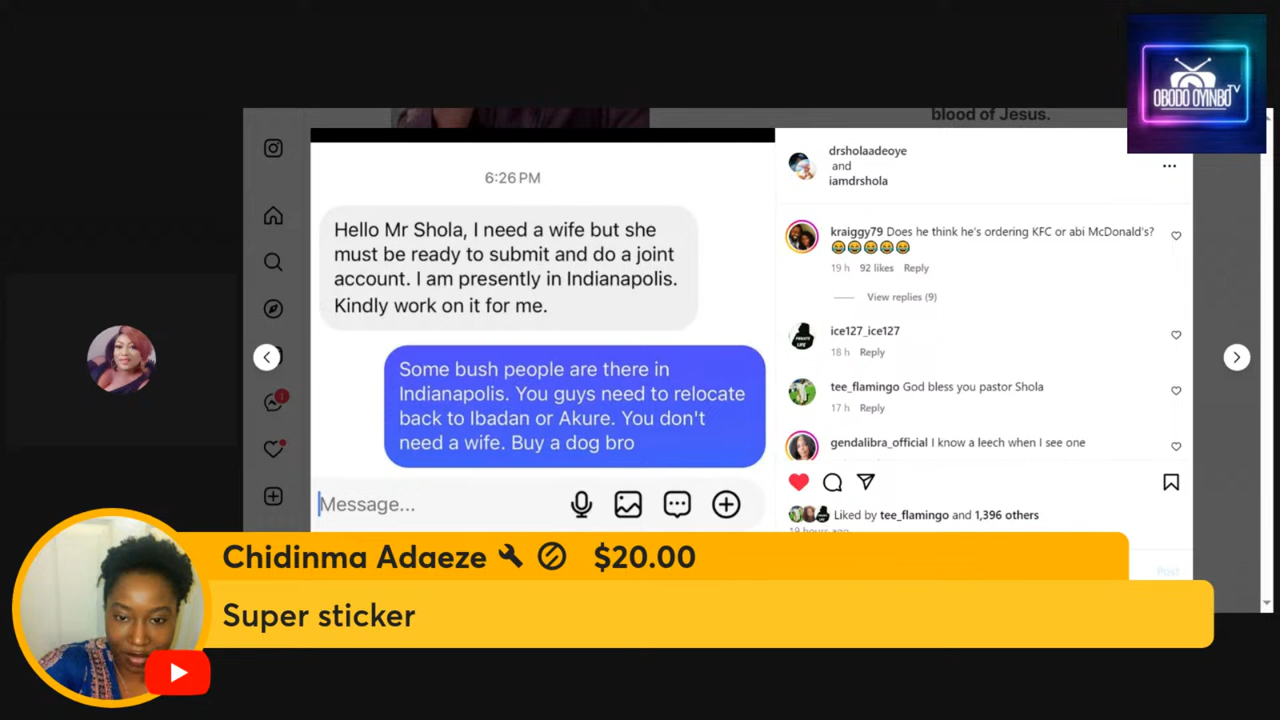 OBODO OYINBO TV
blood of Jesus.
6:26 PM
Hello Mr Shola, I need a wife but she
must be ready to submit and do a joint
account. I am presently in Indianapolis.
Kindly work on it for me.
Some bush people are there in
Indianapolis. You guys need to relocate
back to Ibadan or Akure. You don't
need a wife. Buy a dog bro
Message...
drsholaadeoye
and
iamdrshola
kraiggy79 Does he think he's ordering KFC or abi McDonald's?
😂😂😂😂😂
19 h 92 likes Reply
View replies (9)
ice127_ice127
18 h Reply
tee_flamingo God bless you pastor Shola
17 h Reply
gendalibra_official I know a leech when I see one
Liked by tee_flamingo and 1,396 others
19 hours ago
Post
1
Chidinma Adaeze $20.00
Super sticker